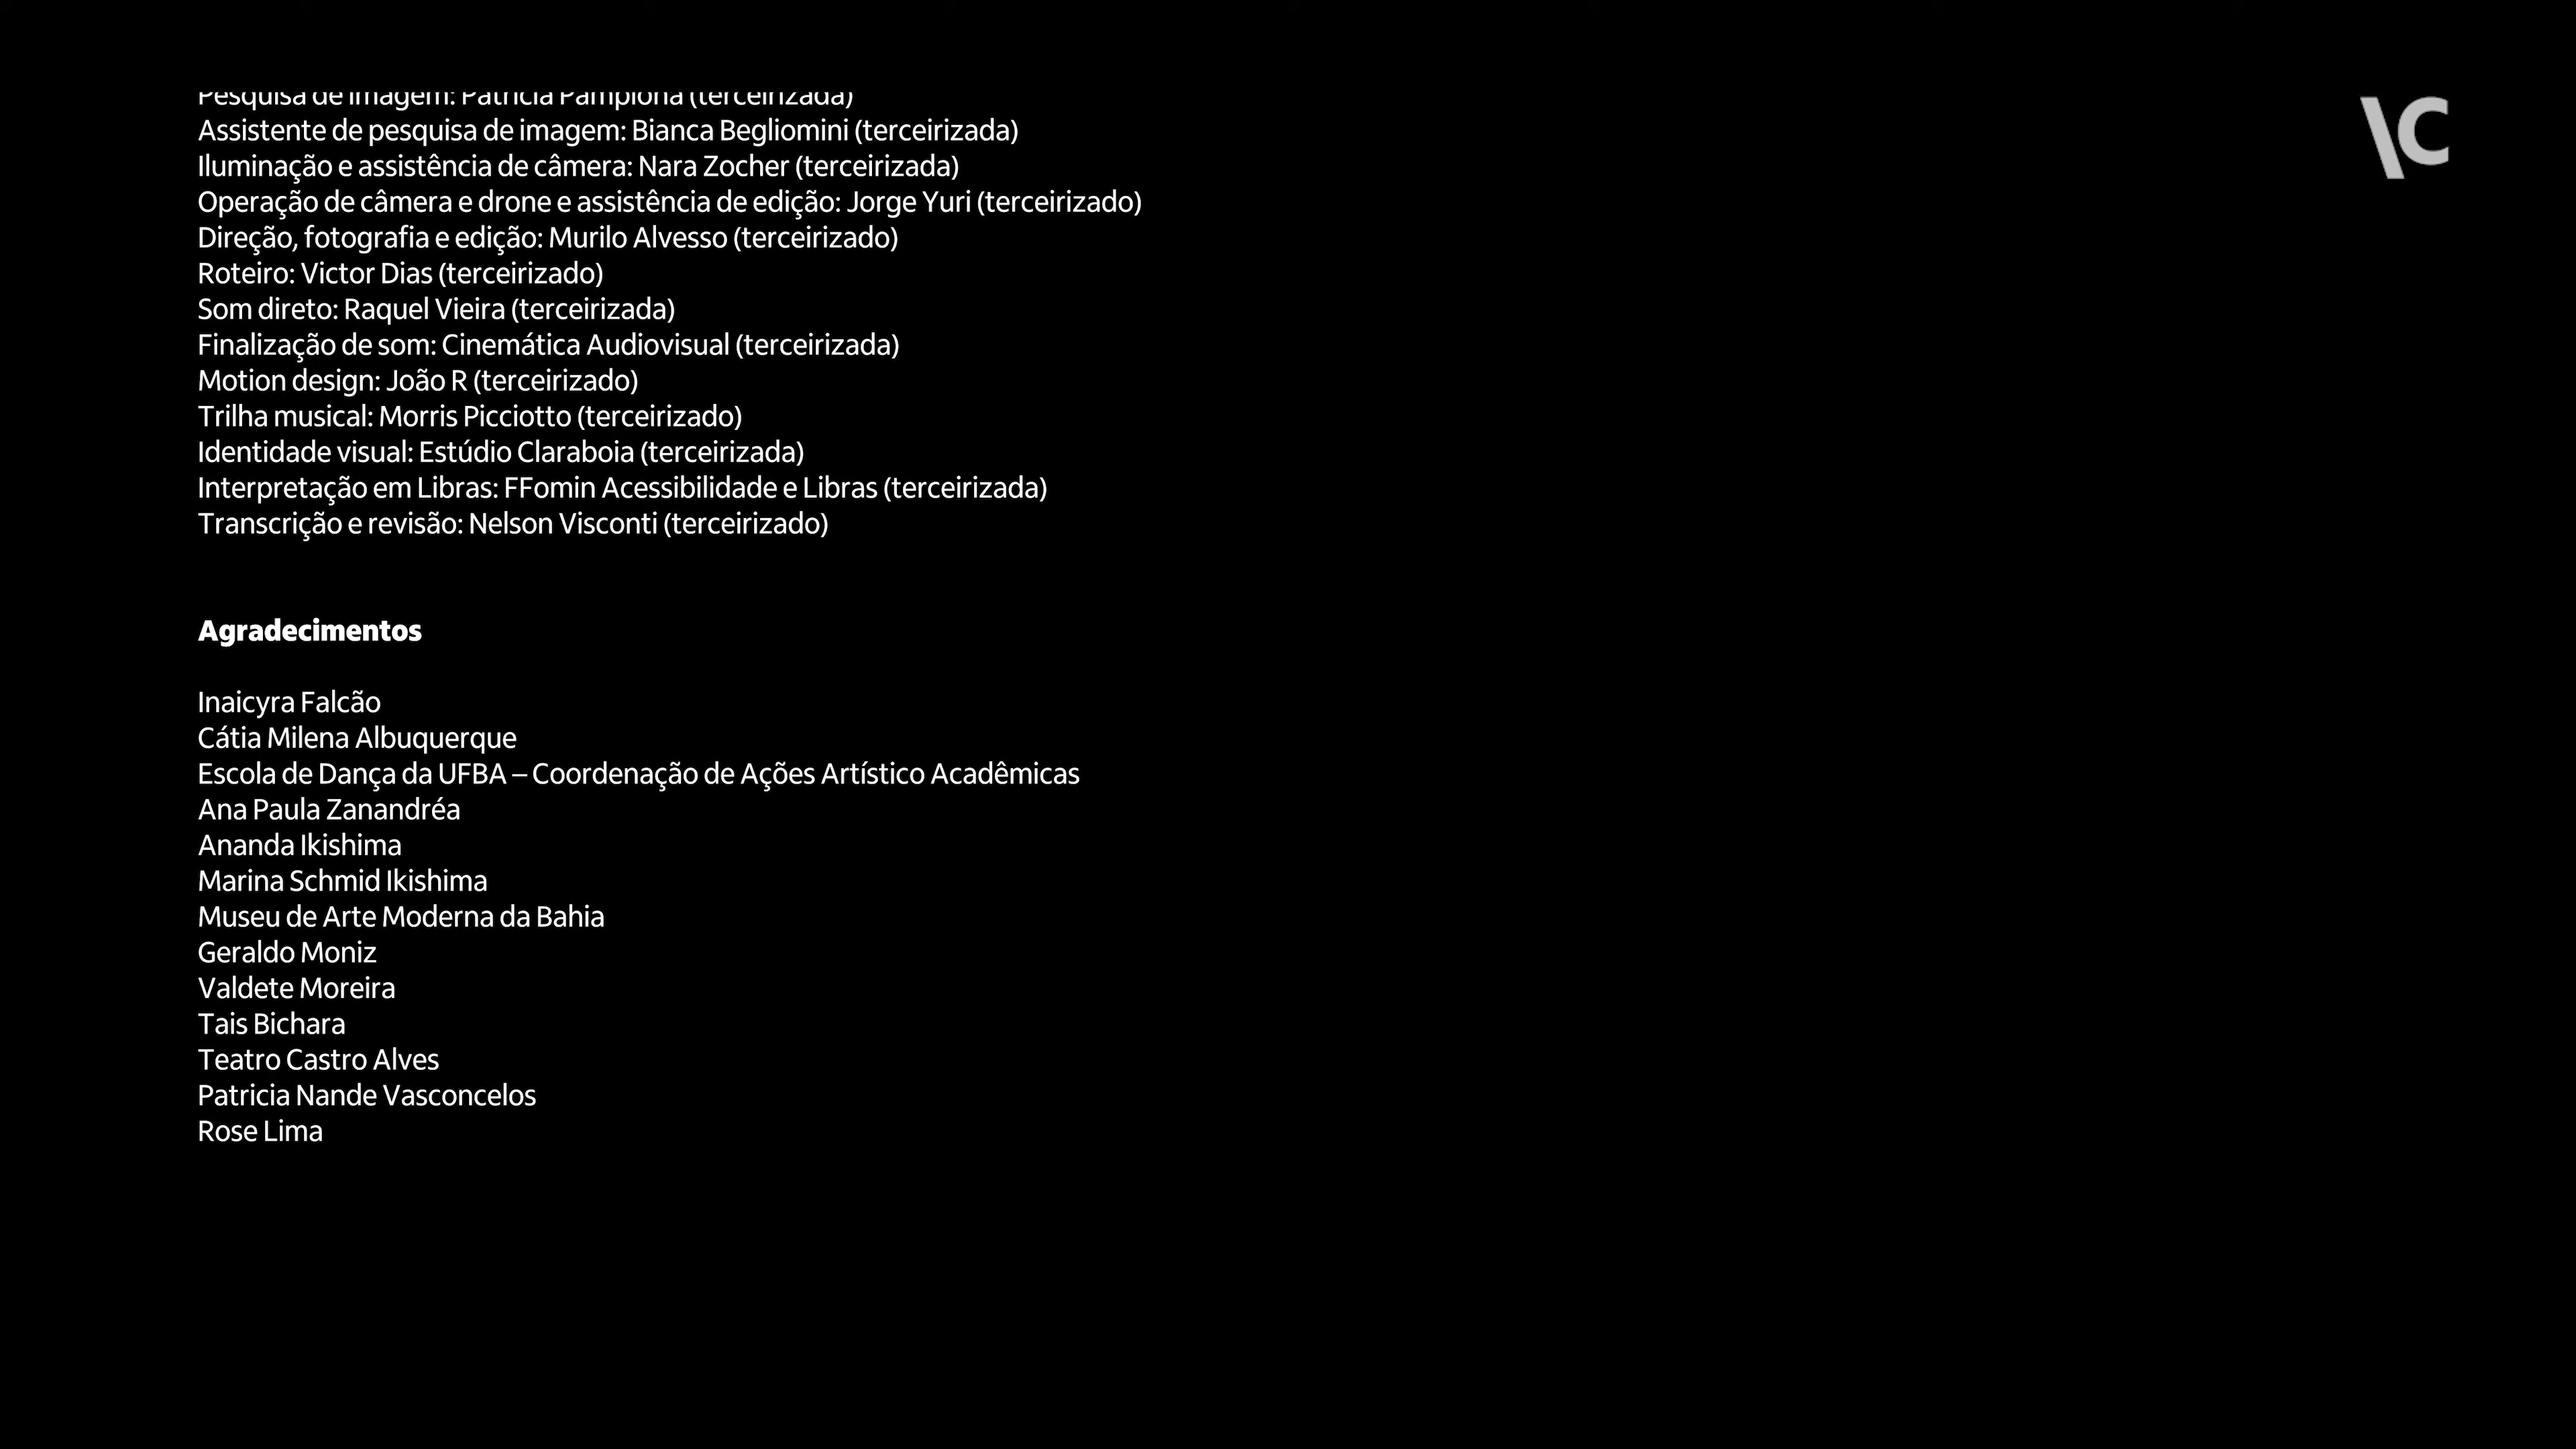 Pesquisa de imagem: Patricia Pamplona (terceirizada)
Assistente de pesquisa de imagem: Bianca Begliomini (terceirizada)
Iluminação e assistência de câmera: Nara Zocher (terceirizada)
Operação de câmera e drone e assistência de edição: Jorge Yuri (terceirizado)
Direção, fotografia e edição: Murilo Alvesso (terceirizado)
Roteiro: Victor Dias (terceirizado)
Som direto: Raquel Vieira (terceirizada)
Finalização de som: Cinemática Audiovisual (terceirizada)
Motion design: João R (terceirizado)
Trilha musical: Morris Picciotto (terceirizado)
Identidade visual: Estúdio Claraboia (terceirizada)
Interpretação em Libras: FFomin Acessibilidade e Libras (terceirizada)
Transcrição e revisão: Nelson Visconti (terceirizado)
Agradecimentos
Inaicyra Falcão
Cátia Milena Albuquerque
Escola de Dança da UFBA – Coordenação de Ações Artístico Acadêmicas
Ana Paula Zanandréa
Ananda Ikishima
Marina Schmid Ikishima
Museu de Arte Moderna da Bahia
Geraldo Moniz
Valdete Moreira
Tais Bichara
Teatro Castro Alves
Patricia Nande Vasconcelos
Rose Lima
\C